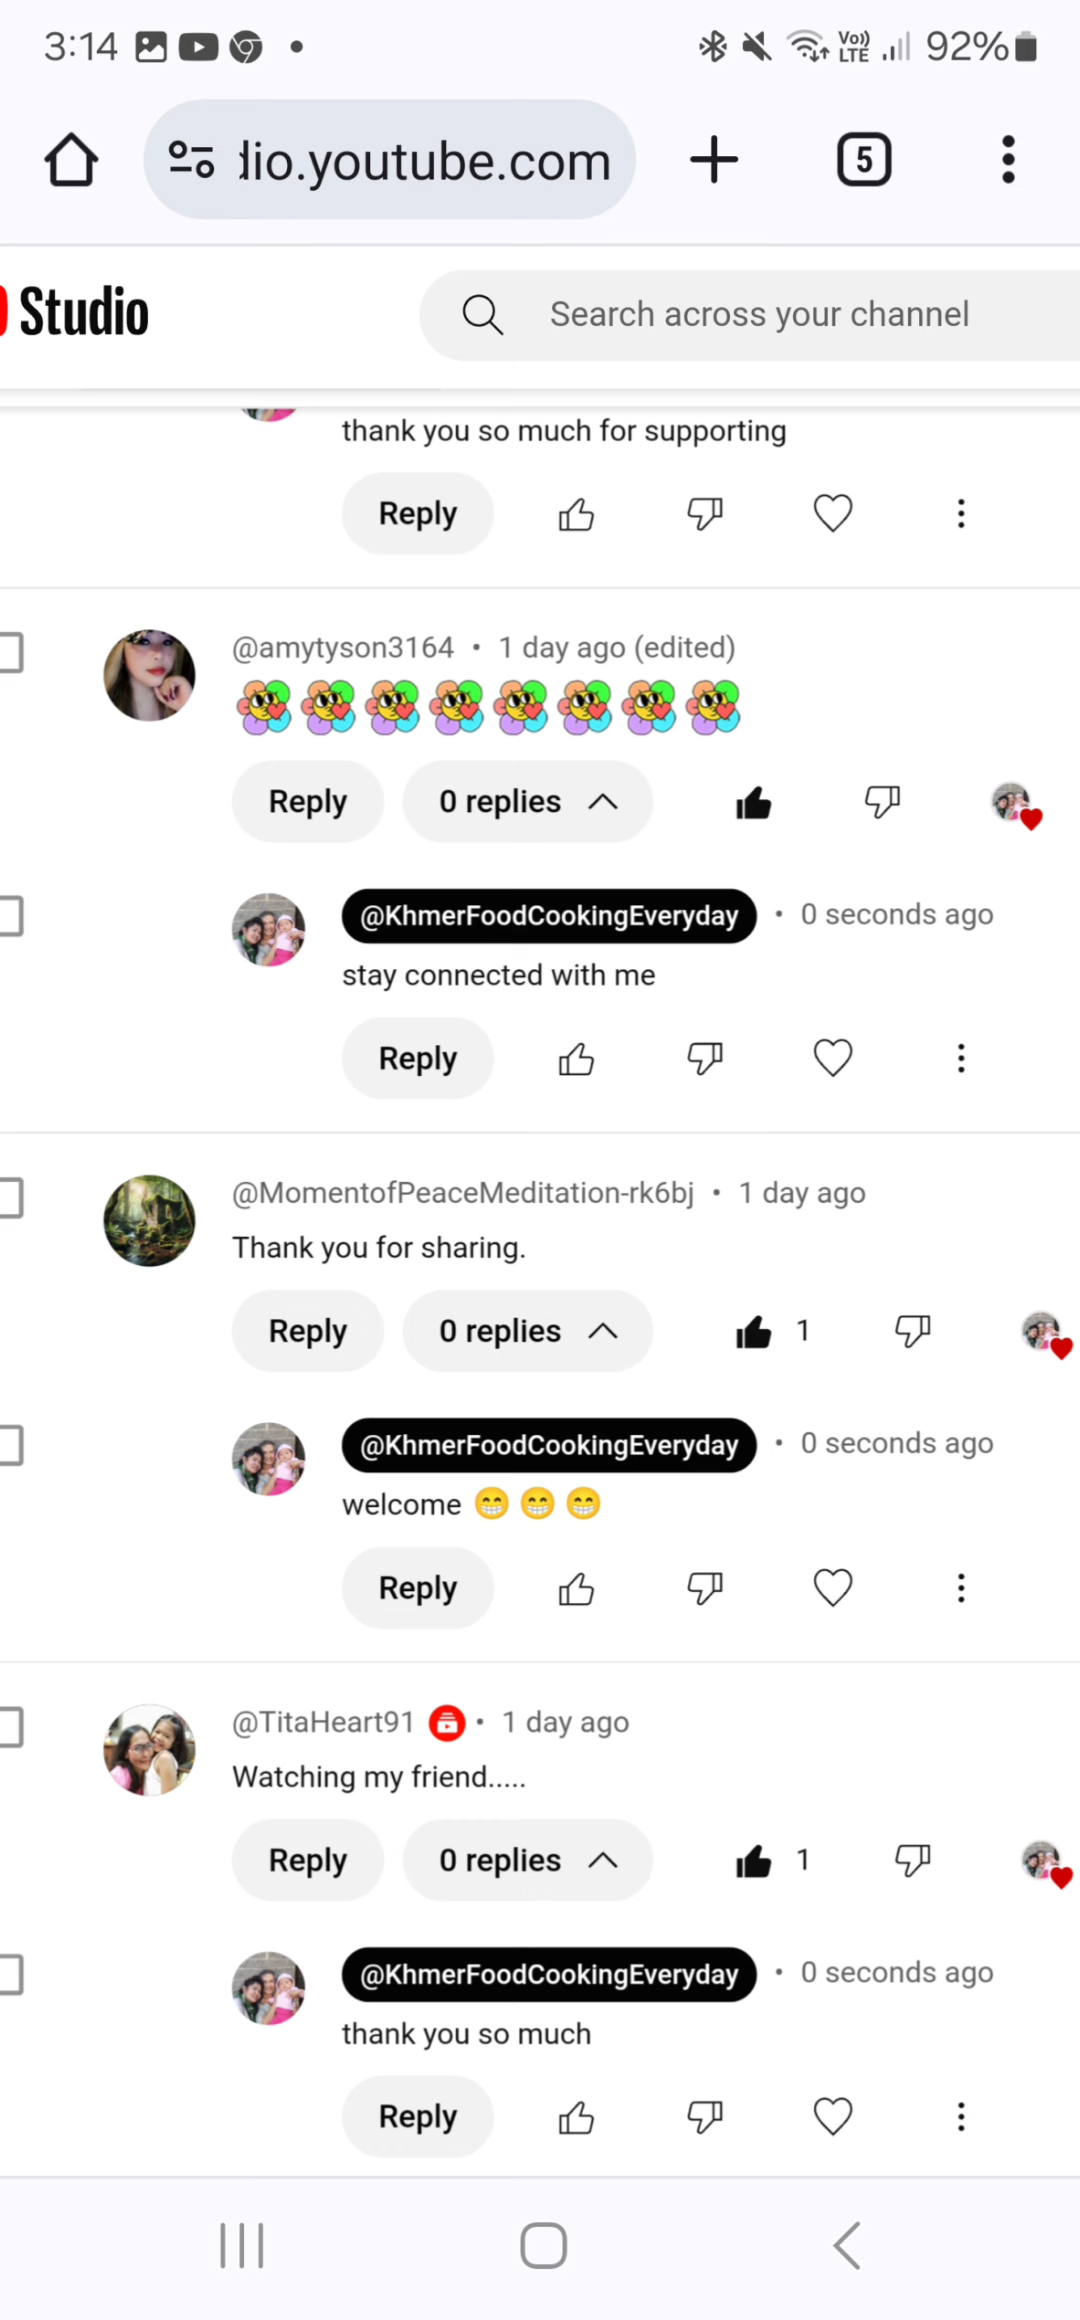 3:14 Vo)) LTE 92%
dio.youtube.com 5
Studio Search across your channel
thank you so much for supporting
Reply
@amytyson3164 • 1 day ago (edited)
Reply 0 replies
@KhmerFoodCookingEveryday • 0 seconds ago
stay connected with me
Reply
@MomentofPeaceMeditation-rk6bj • 1 day ago
Thank you for sharing.
Reply 0 replies 1
@KhmerFoodCookingEveryday • 0 seconds ago
welcome 😁 😁 😁
Reply
@TitaHeart91 • 1 day ago
Watching my friend.....
Reply 0 replies 1
@KhmerFoodCookingEveryday • 0 seconds ago
thank you so much
Reply